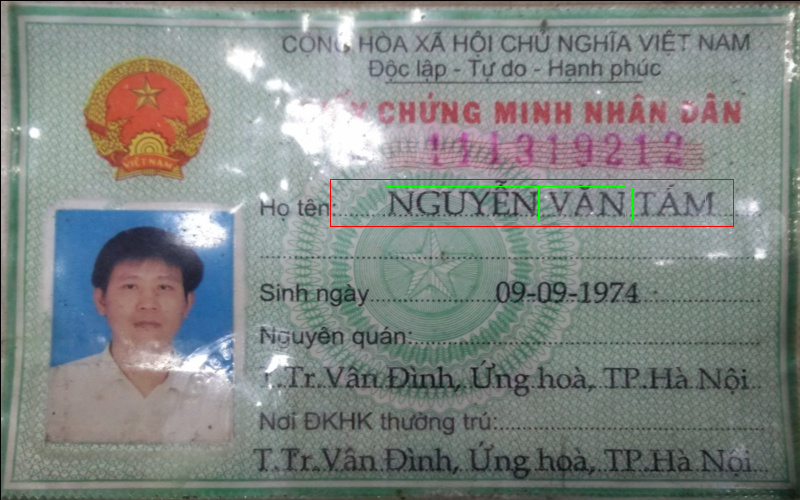 CỘNG HÒA XÃ HỘI CHỦ NGHĨA VIỆT NAM
Độc lập - Tự do - Hạnh phúc
CHỨNG MINH NHÂN DÂN
111319212
VIỆT NAM
Họ tên: NGUYỄN VĂN TÁM
Sinh ngày 09-09-1974
Nguyên quán:
Tr.Vân Đình, Ứng hoà, TP.Hà Nội
Nơi ĐKHK thường trú:
T.Tr.Vân Đình, Ứng hoà, TP.Hà Nội